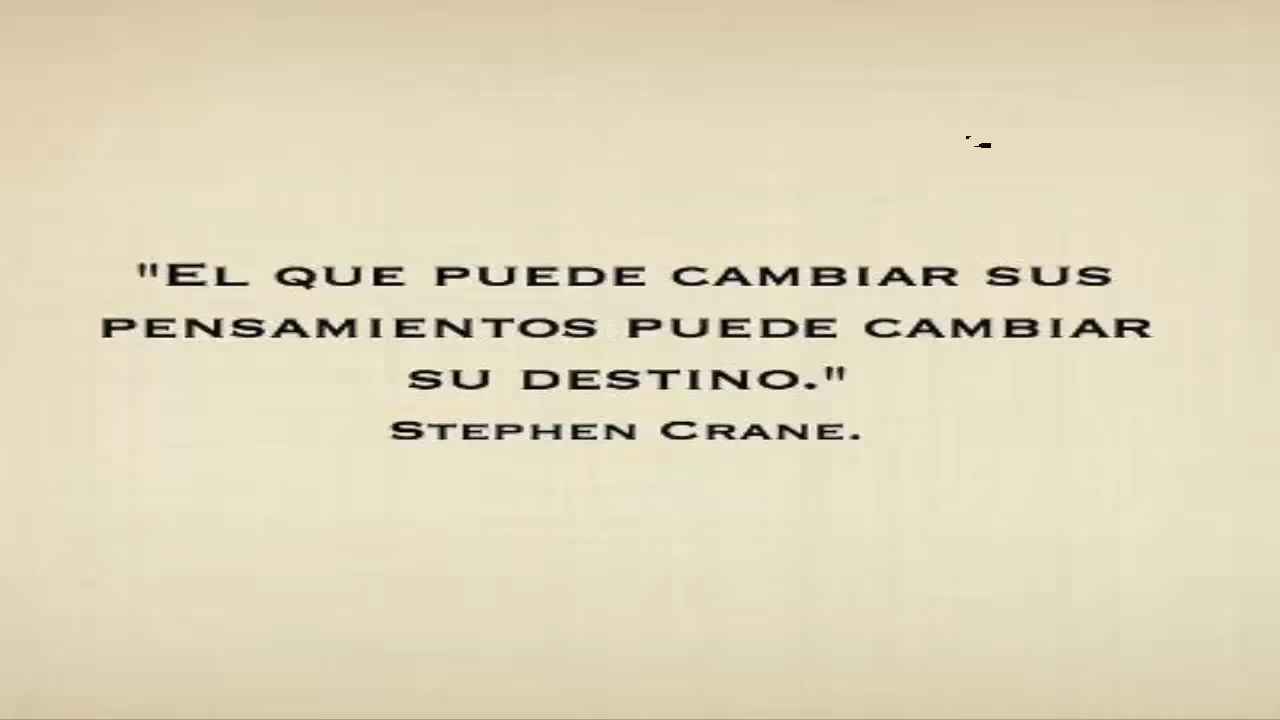 "El que puede cambiar sus
pensamientos puede cambiar
su destino."
Stephen Crane.